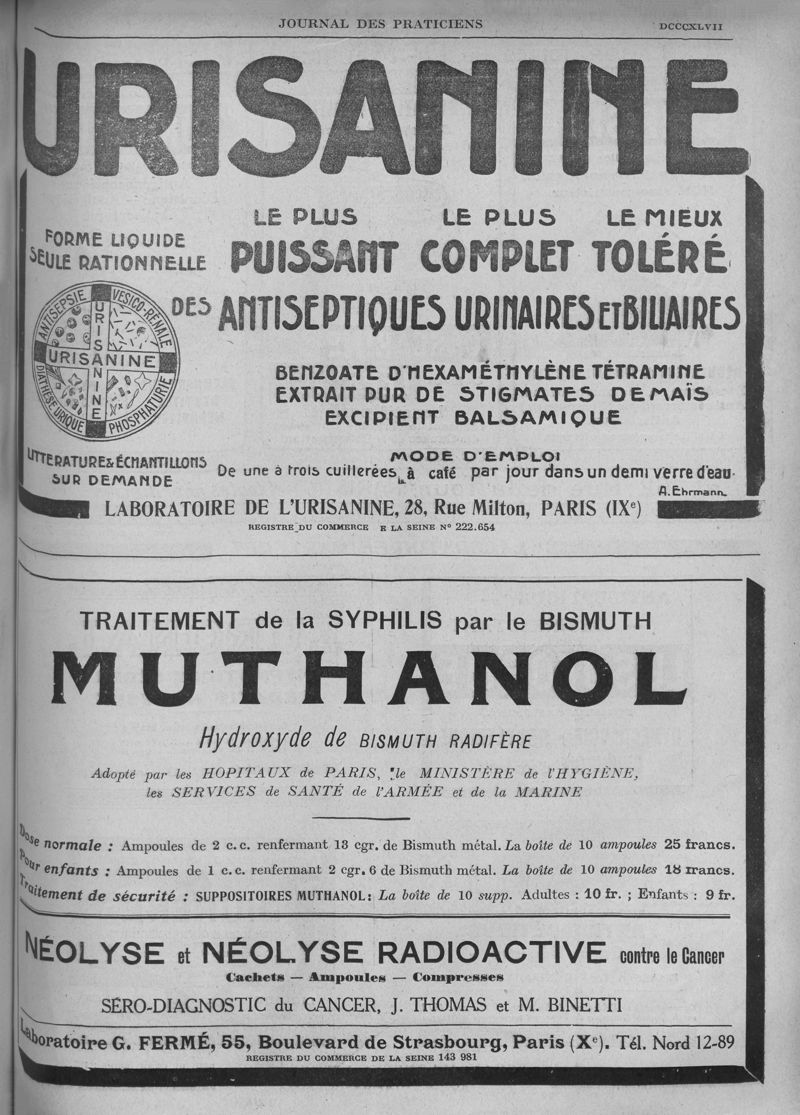 JOURNAL DES PRATICIENS
DCCCXLVII
URISANINE
FORME LIQUIDE
SEULE RATIONNELLE
LE PLUS LE PLUS LE MIEUX
PUISSANT COMPLET TOLÉRÉ
DES ANTISEPTIQUES URINAIRES ET BILIAIRES
ANTISEPSIE VESICO-RÉNALE
URISANINE
URISANINE
DIATHÈSE URIQUE PHOSPHATURIE
BENZOATE D'HEXAMÉTHYLÈNE TÉTRAMINE
EXTRAIT PUR DE STIGMATES DE MAÏS
EXCIPIENT BALSAMIQUE
LITTERATURE & ÉCHANTILLONS
SUR DEMANDE
MODE D'EMPLOI
De une à trois cuillerées à café par jour dans un demi verre d'eau.
A. Ehrmann
LABORATOIRE DE L'URISANINE, 28, Rue Milton, PARIS (IXe)
REGISTRE DU COMMERCE E LA SEINE N° 222.654
TRAITEMENT de la SYPHILIS par le BISMUTH
MUTHANOL
Hydroxyde de BISMUTH RADIFÈRE
Adopté par les HOPITAUX de PARIS, le MINISTÈRE de l'HYGIÈNE,
les SERVICES de SANTÉ de l'ARMÉE et de la MARINE
Dose normale : Ampoules de 2 c. c. renfermant 13 cgr. de Bismuth métal. La boîte de 10 ampoules 25 francs.
Pour enfants : Ampoules de 1 c. c. renfermant 2 cgr. 6 de Bismuth métal. La boîte de 10 ampoules 18 francs.
Traitement de sécurité : SUPPOSITOIRES MUTHANOL : La boîte de 10 supp. Adultes : 10 fr. ; Enfants : 9 fr.
NÉOLYSE et NÉOLYSE RADIOACTIVE contre le Cancer
Cachets — Ampoules — Compresses
SÉRO-DIAGNOSTIC du CANCER, J. THOMAS et M. BINETTI
Laboratoire G. FERMÉ, 55, Boulevard de Strasbourg, Paris (Xe). Tél. Nord 12-89
REGISTRE DU COMMERCE DE LA SEINE 143 981